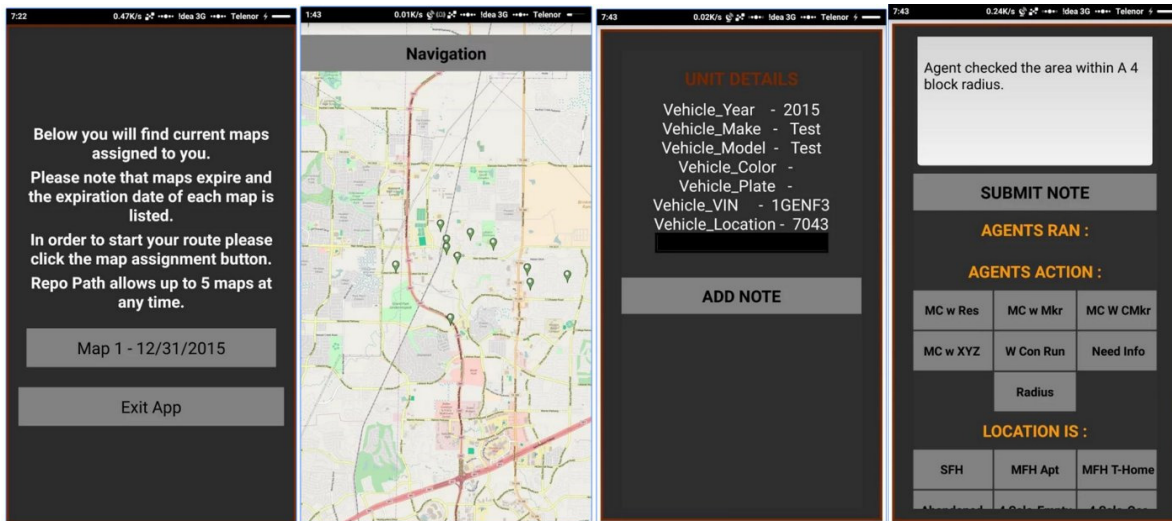 7:22 0.47K/s !dea 3G Telenor
Below you will find current maps
assigned to you.
Please note that maps expire and
the expiration date of each map is
listed.
In order to start your route please
click the map assignment button.
Repo Path allows up to 5 maps at
any time.
Map 1 - 12/31/2015
Exit App
1:43 0.01K/s !dea 3G Telenor
Navigation
7:43 0.02K/s !dea 3G Telenor
UNIT DETAILS
Vehicle_Year - 2015
Vehicle_Make - Test
Vehicle_Model - Test
Vehicle_Color -
Vehicle_Plate -
Vehicle_VIN - 1GENF3
Vehicle_Location - 7043
ADD NOTE
7:43 0.24K/s !dea 3G Telenor
Agent checked the area within A 4
block radius.
SUBMIT NOTE
AGENTS RAN :
AGENTS ACTION :
MC w Res MC w Mkr MC W CMkr
MC w XYZ W Con Run Need Info
Radius
LOCATION IS :
SFH MFH Apt MFH T-Home